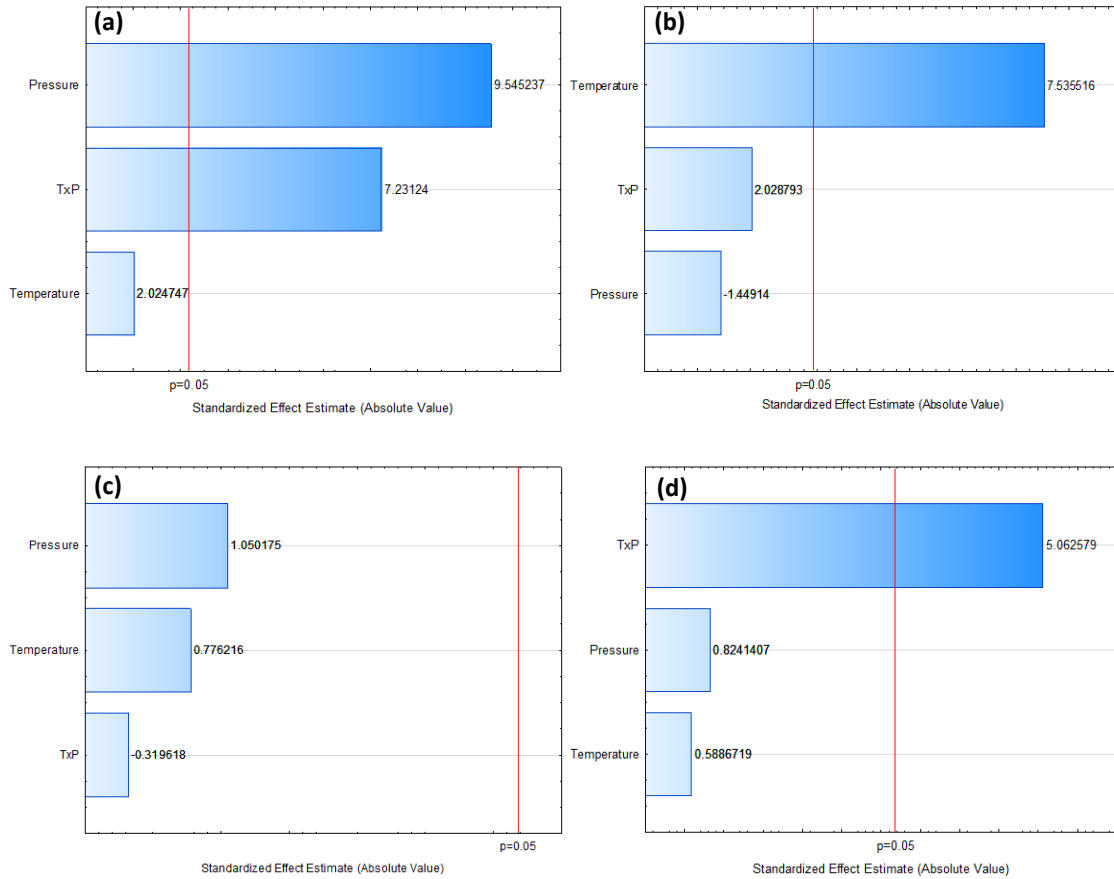 (a)
Pressure
9.545237
TxP
7.23124
Temperature
2.024747
p=0.05
Standardized Effect Estimate (Absolute Value)
(b)
Temperature
7.535516
TxP
2.028793
Pressure
-1.44914
p=0.05
Standardized Effect Estimate (Absolute Value)
(c)
Pressure
1.050175
Temperature
0.776216
TxP
-0.319618
p=0.05
Standardized Effect Estimate (Absolute Value)
(d)
TxP
5.062579
Pressure
0.8241407
Temperature
0.5886719
p=0.05
Standardized Effect Estimate (Absolute Value)